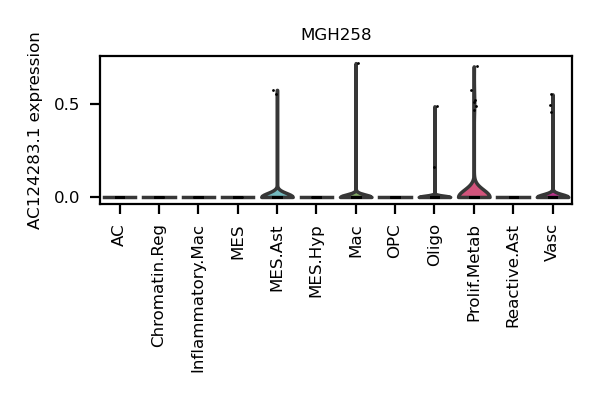 MGH258
AC124283.1 expression
0.5
0.0
AC
Chromatin.Reg
Inflammatory.Mac
MES
MES.Ast
MES.Hyp
Mac
OPC
Oligo
Prolif.Metab
Reactive.Ast
Vasc